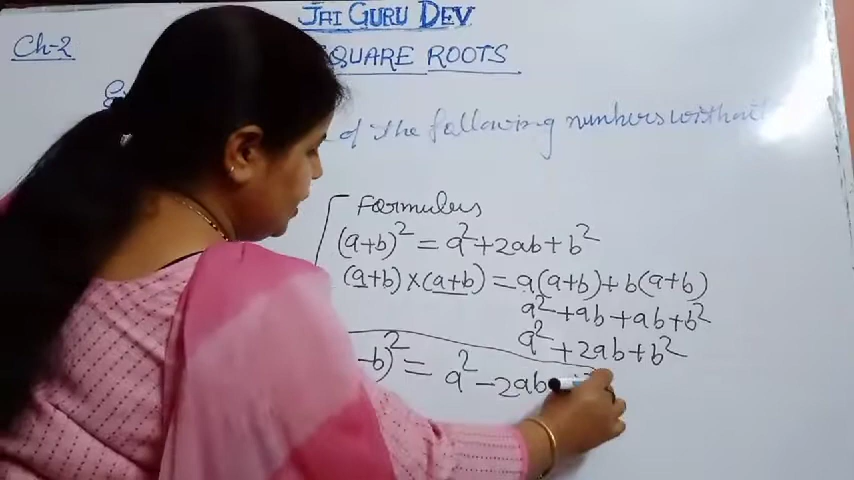 JAI GURU DEV
Ch-2
SQUARE ROOTS
of the following numbers without
Formulus
(a+b)² = a²+2ab+b²
(a+b)×(a+b) = a(a+b)+b(a+b)
a²+ab+ab+b²
a²+2ab+b²
-b)² = a²-2ab